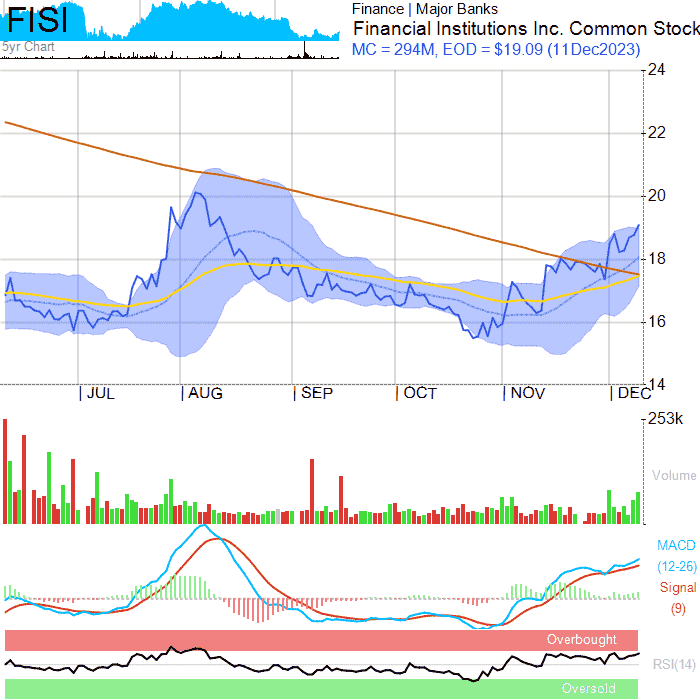 FISI
5yr Chart
Finance | Major Banks
Financial Institutions Inc. Common Stock
MC = 294M, EOD = $19.09 (11Dec2023)
24
22
20
18
16
14
| JUL | AUG | SEP | OCT | NOV | DEC
253k
Volume
MACD
(12-26)
Signal
(9)
Overbought
RSI(14)
Oversold